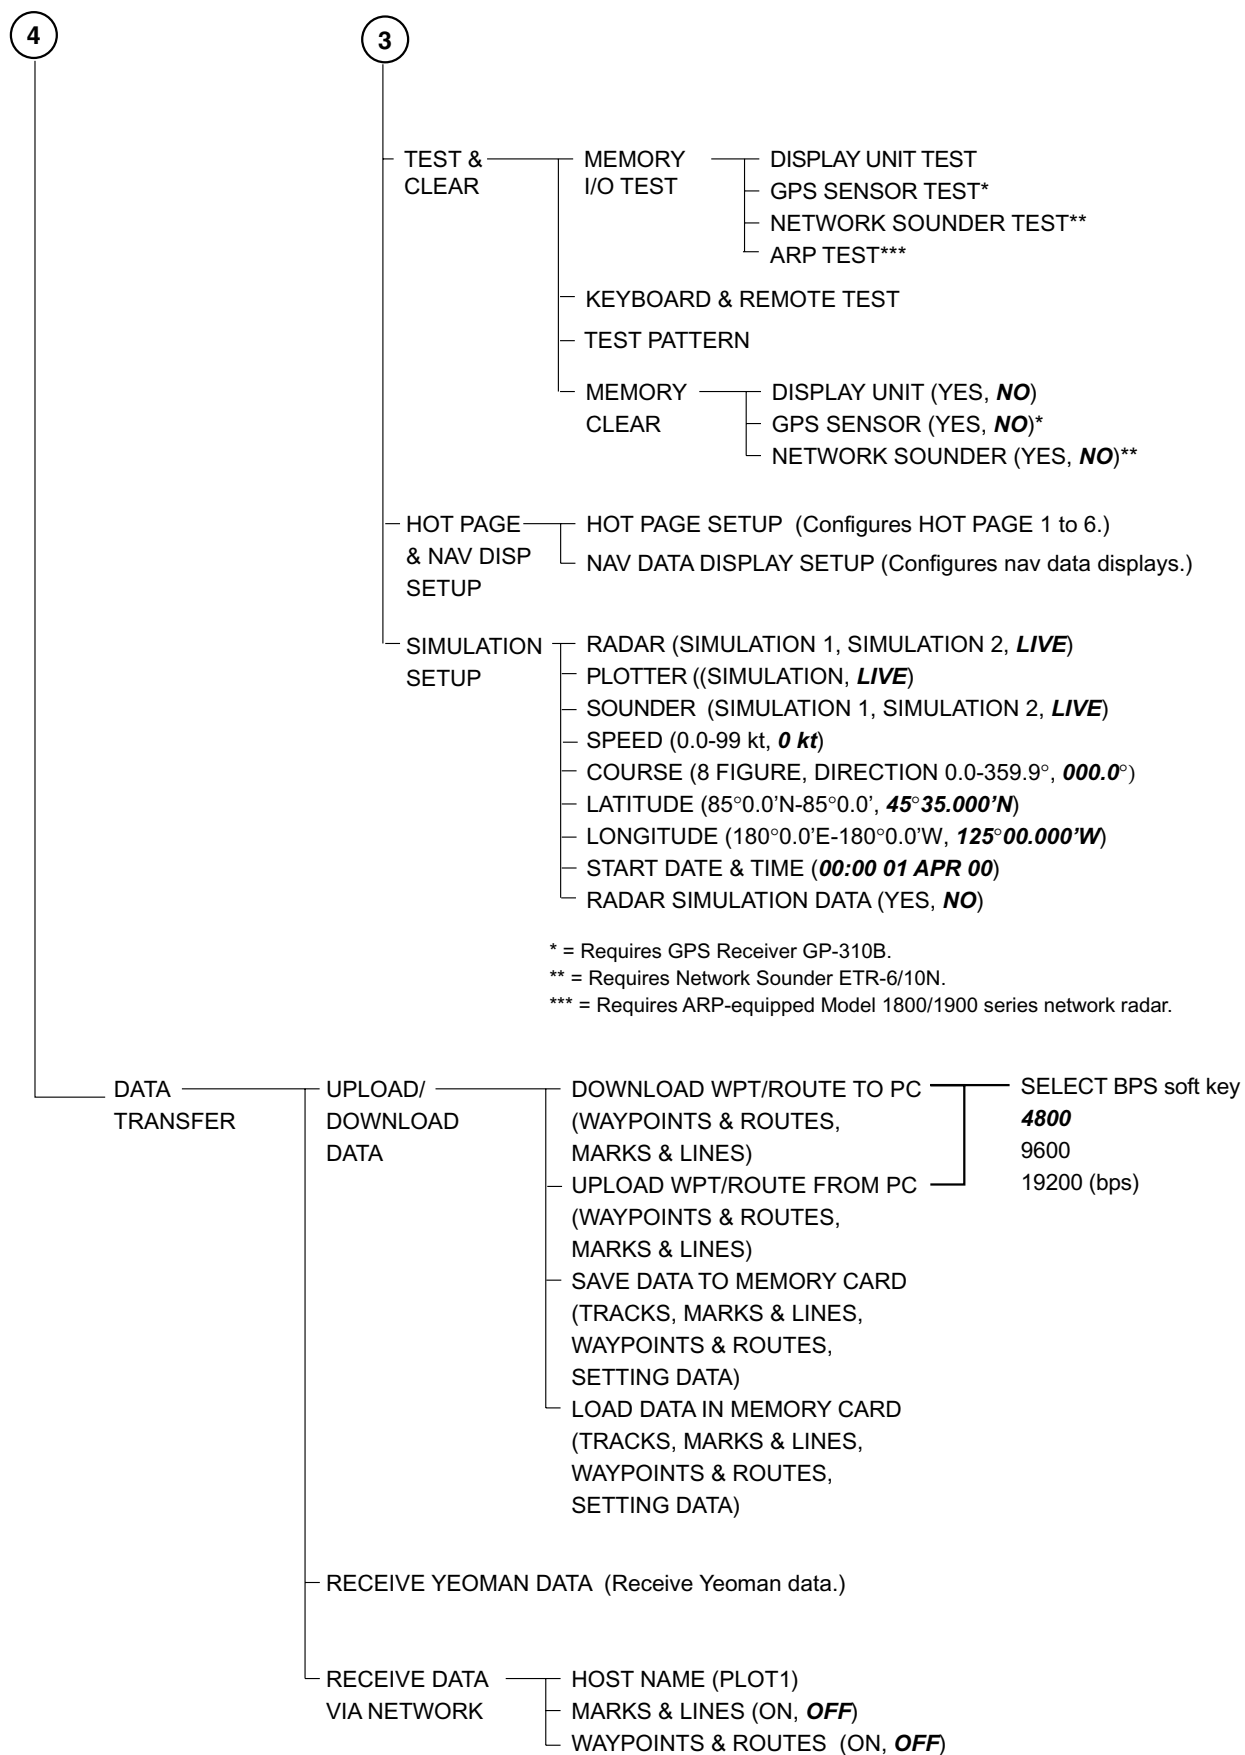 4
3
TEST & CLEAR
MEMORY I/O TEST
DISPLAY UNIT TEST
GPS SENSOR TEST*
NETWORK SOUNDER TEST**
ARP TEST***
KEYBOARD & REMOTE TEST
TEST PATTERN
MEMORY CLEAR
DISPLAY UNIT (YES, NO)
GPS SENSOR (YES, NO)*
NETWORK SOUNDER (YES, NO)**
HOT PAGE
& NAV DISP
SETUP
HOT PAGE SETUP (Configures HOT PAGE 1 to 6.)
NAV DATA DISPLAY SETUP (Configures nav data displays.)
SIMULATION
SETUP
RADAR (SIMULATION 1, SIMULATION 2, LIVE)
PLOTTER ((SIMULATION, LIVE)
SOUNDER (SIMULATION 1, SIMULATION 2, LIVE)
SPEED (0.0-99 kt, 0 kt)
COURSE (8 FIGURE, DIRECTION 0.0-359.9°, 000.0°)
LATITUDE (85°0.0'N-85°0.0', 45°35.000'N)
LONGITUDE (180°0.0'E-180°0.0'W, 125°00.000'W)
START DATE & TIME (00:00 01 APR 00)
RADAR SIMULATION DATA (YES, NO)
* = Requires GPS Receiver GP-310B.
** = Requires Network Sounder ETR-6/10N.
*** = Requires ARP-equipped Model 1800/1900 series network radar.
DATA
TRANSFER
UPLOAD/
DOWNLOAD
DATA
DOWNLOAD WPT/ROUTE TO PC
(WAYPOINTS & ROUTES,
MARKS & LINES)
UPLOAD WPT/ROUTE FROM PC
(WAYPOINTS & ROUTES,
MARKS & LINES)
SAVE DATA TO MEMORY CARD
(TRACKS, MARKS & LINES,
WAYPOINTS & ROUTES,
SETTING DATA)
LOAD DATA IN MEMORY CARD
(TRACKS, MARKS & LINES,
WAYPOINTS & ROUTES,
SETTING DATA)
SELECT BPS soft key
4800
9600
19200 (bps)
RECEIVE YEOMAN DATA (Receive Yeoman data.)
RECEIVE DATA
VIA NETWORK
HOST NAME (PLOT1)
MARKS & LINES (ON, OFF)
WAYPOINTS & ROUTES (ON, OFF)